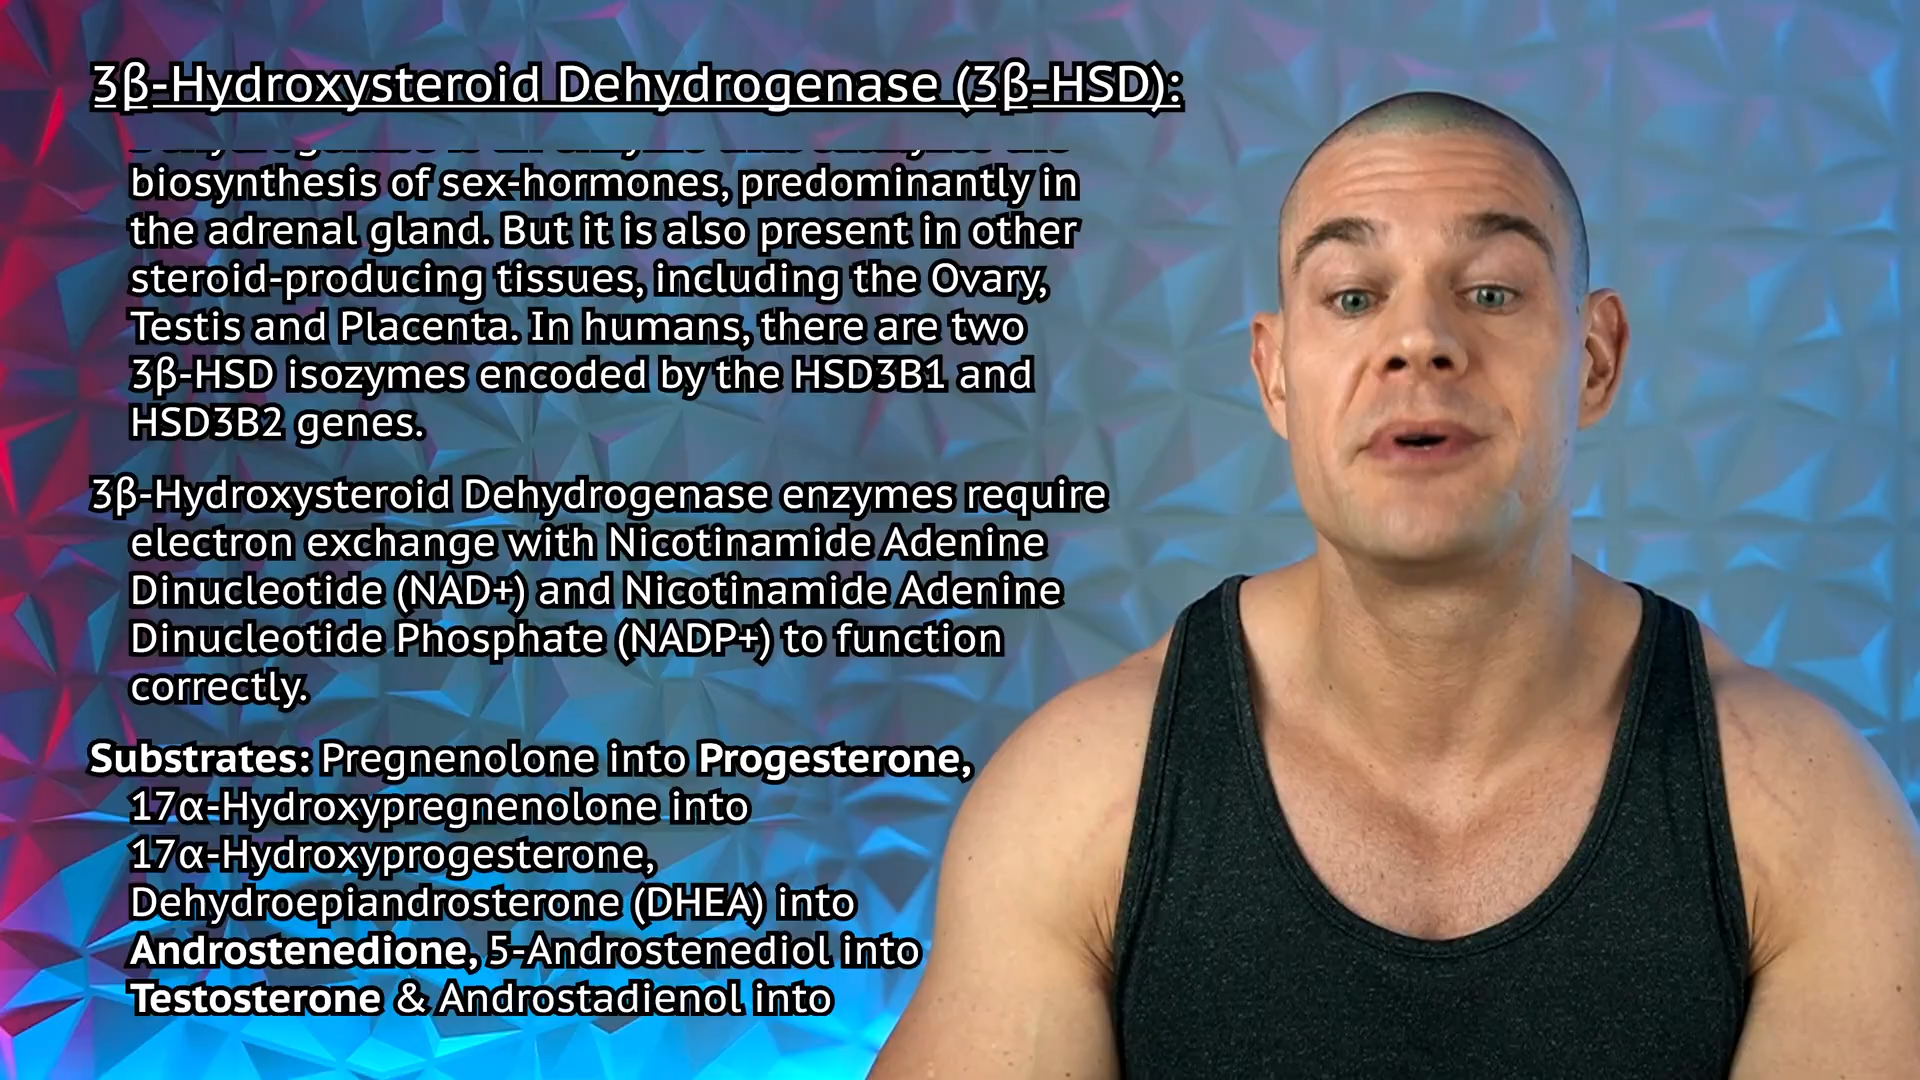 3β-Hydroxysteroid Dehydrogenase (3β-HSD):
biosynthesis of sex-hormones, predominantly in
the adrenal gland. But it is also present in other
steroid-producing tissues, including the Ovary,
Testis and Placenta. In humans, there are two
3β-HSD isozymes encoded by the HSD3B1 and
HSD3B2 genes.
3β-Hydroxysteroid Dehydrogenase enzymes require
electron exchange with Nicotinamide Adenine
Dinucleotide (NAD+) and Nicotinamide Adenine
Dinucleotide Phosphate (NADP+) to function
correctly.
Substrates: Pregnenolone into Progesterone,
17α-Hydroxypregnenolone into
17α-Hydroxyprogesterone,
Dehydroepiandrosterone (DHEA) into
Androstenedione, 5-Androstenediol into
Testosterone & Androstadienol into